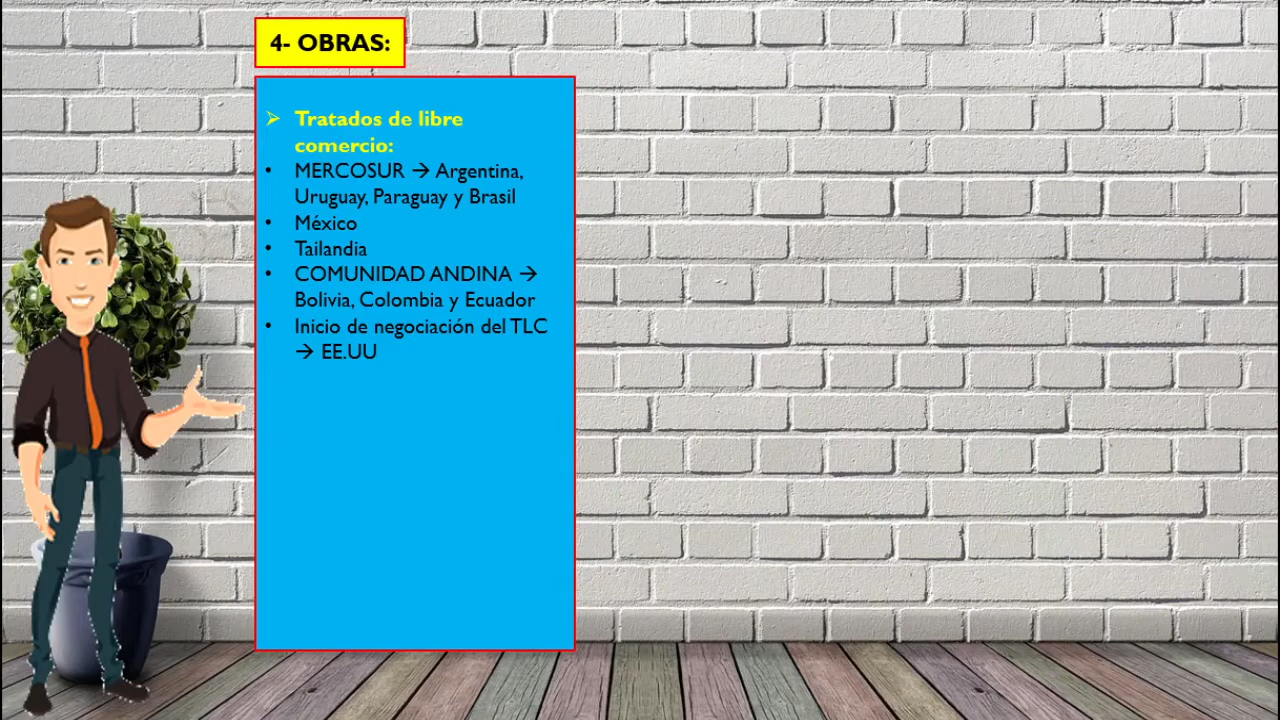 4- OBRAS:
➢ Tratados de libre
comercio:
• MERCOSUR → Argentina,
Uruguay, Paraguay y Brasil
• México
• Tailandia
• COMUNIDAD ANDINA →
Bolivia, Colombia y Ecuador
• Inicio de negociación del TLC
→ EE.UU